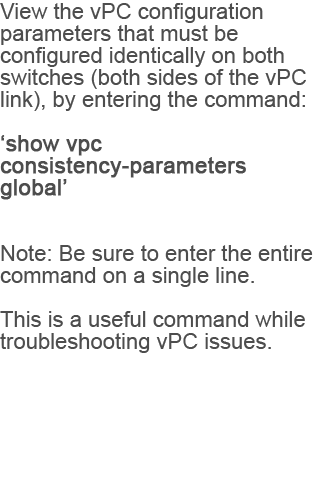 View the vPC configuration
parameters that must be
configured identically on both
switches (both sides of the vPC
link), by entering the command:
‘show vpc
consistency-parameters
global’
Note: Be sure to enter the entire
command on a single line.
This is a useful command while
troubleshooting vPC issues.